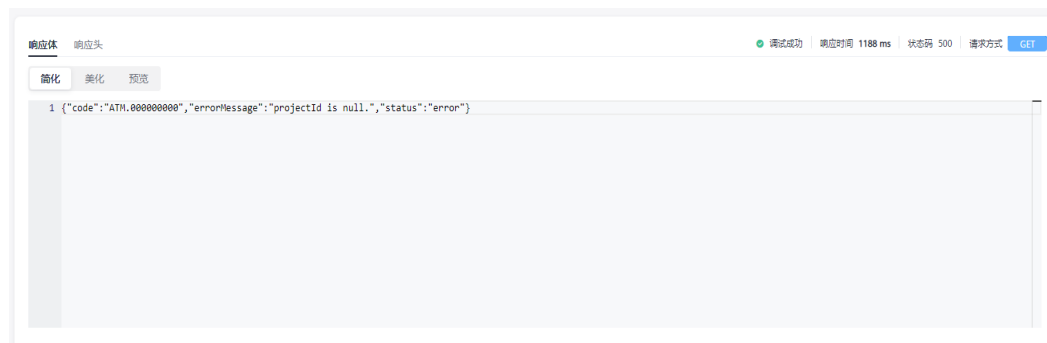 响应体 响应头 调试成功 响应时间 1188 ms 状态码 500 请求方式 GET
简化 美化 预览
1 {"code":"ATM.000000000","errorMessage":"projectId is null.","status":"error"}